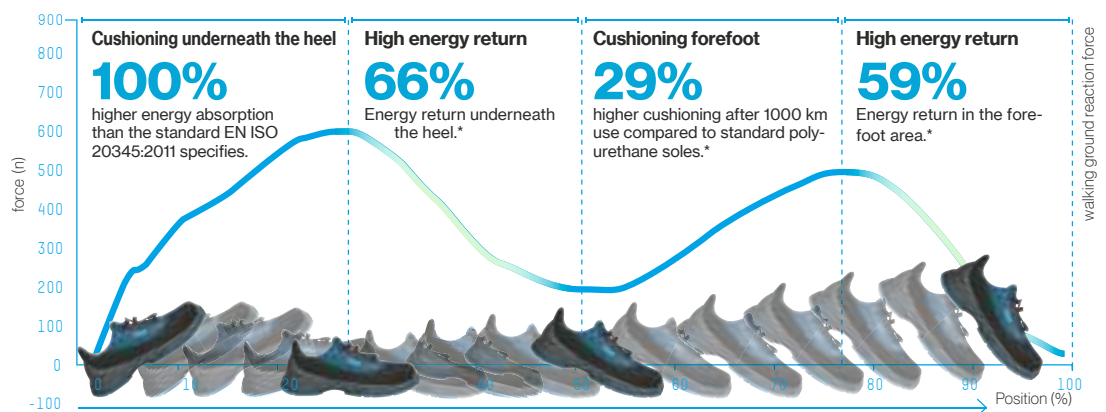 900
800
700
600
500
400
300
200
100
0
-100
force (n)
Cushioning underneath the heel
100%
higher energy absorption
than the standard EN ISO
20345:2011 specifies.
High energy return
66%
Energy return underneath
the heel.*
Cushioning forefoot
29%
higher cushioning after 1000 km
use compared to standard poly-
urethane soles.*
High energy return
59%
Energy return in the fore-
foot area.*
walking ground reaction force
0
10
20
40
50
60
70
80
90
100
Position (%)